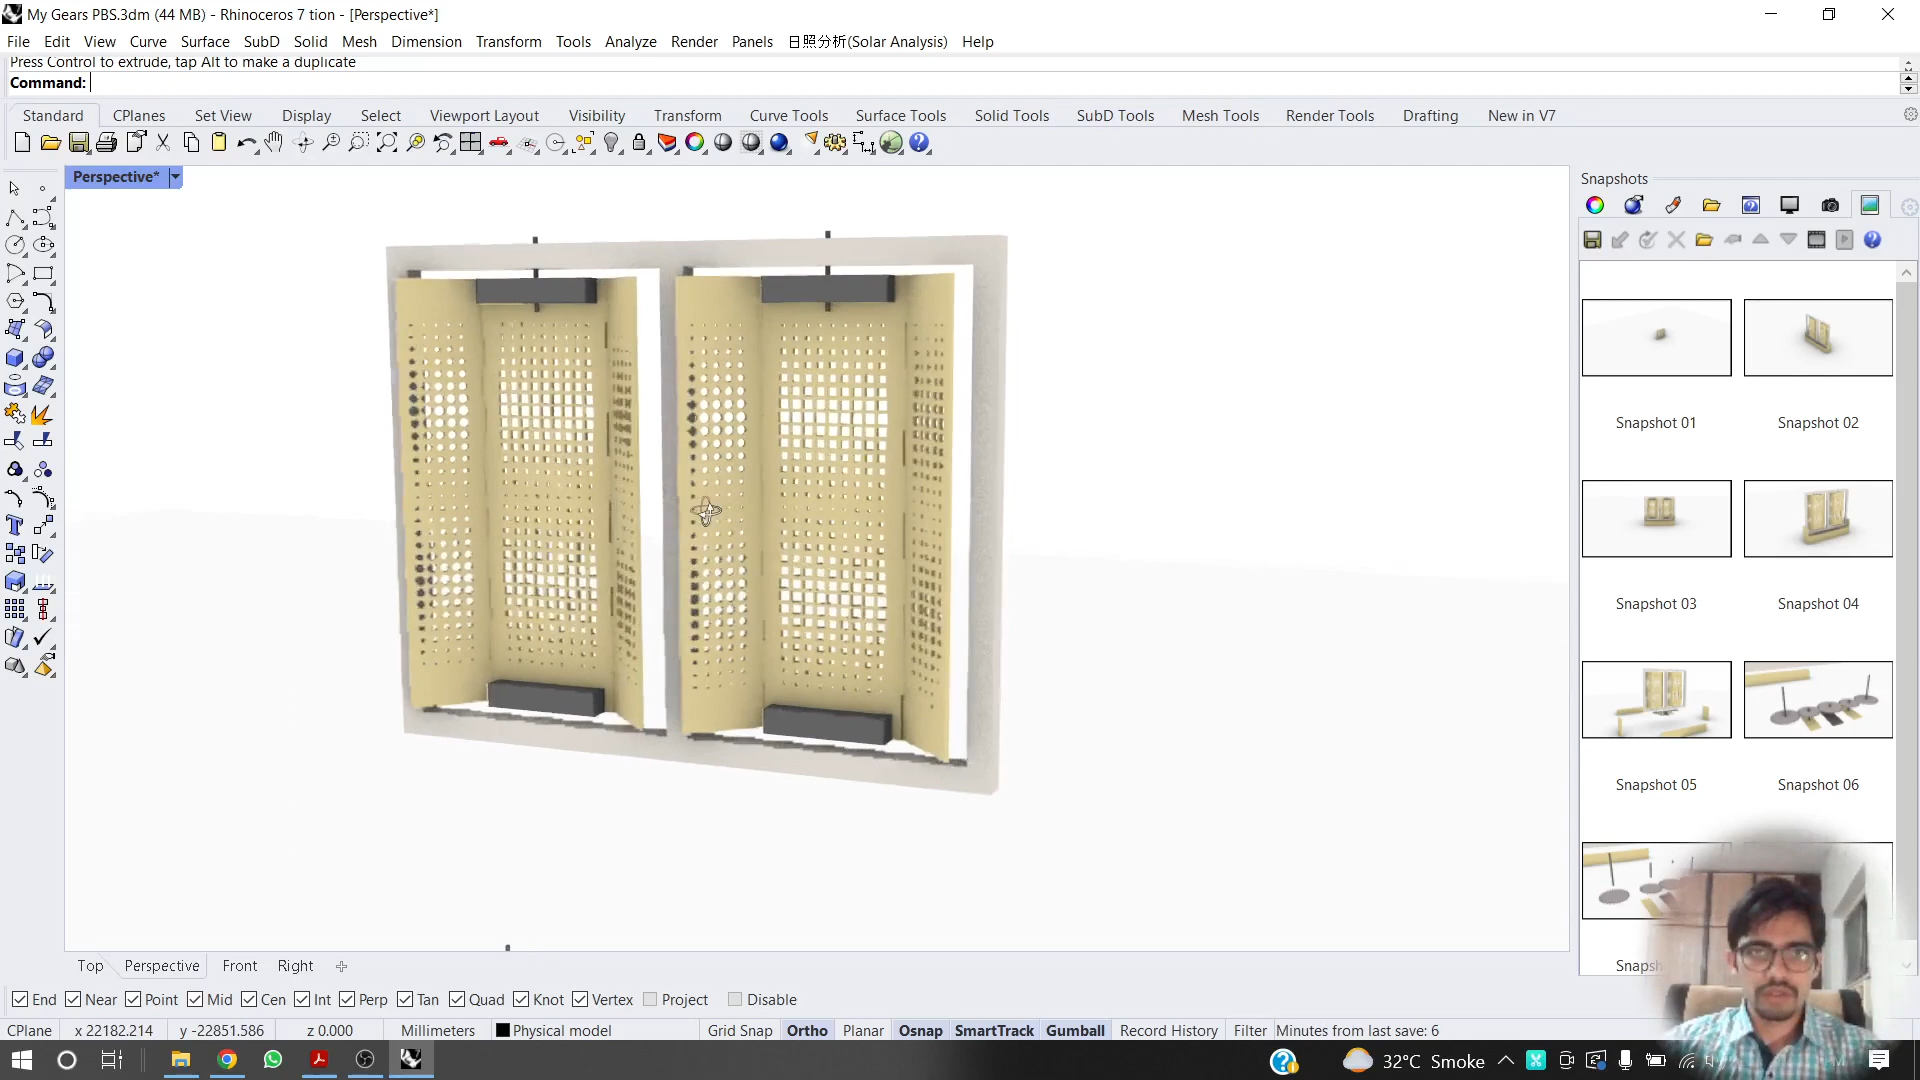 My Gears PBS.3dm (44 MB) - Rhinoceros 7 tion - [Perspective*]
File Edit View Curve Surface SubD Solid Mesh Dimension Transform Tools Analyze Render Panels 日照分析(Solar Analysis) Help
Press Control to extrude, tap Alt to make a duplicate
Command:
Standard CPlanes Set View Display Select Viewport Layout Visibility Transform Curve Tools Surface Tools Solid Tools SubD Tools Mesh Tools Render Tools Drafting New in V7
Perspective*
Snapshots
Snapshot 01 Snapshot 02
Snapshot 03 Snapshot 04
Snapshot 05 Snapshot 06
Top Perspective Front Right
End Near Point Mid Cen Int Perp Tan Quad Knot Vertex Project Disable
CPlane x 22182.214 y -22851.586 z 0.000 Millimeters Physical model Grid Snap Ortho Planar Osnap SmartTrack Gumball Record History Filter Minutes from last save: 6
32°C Smoke